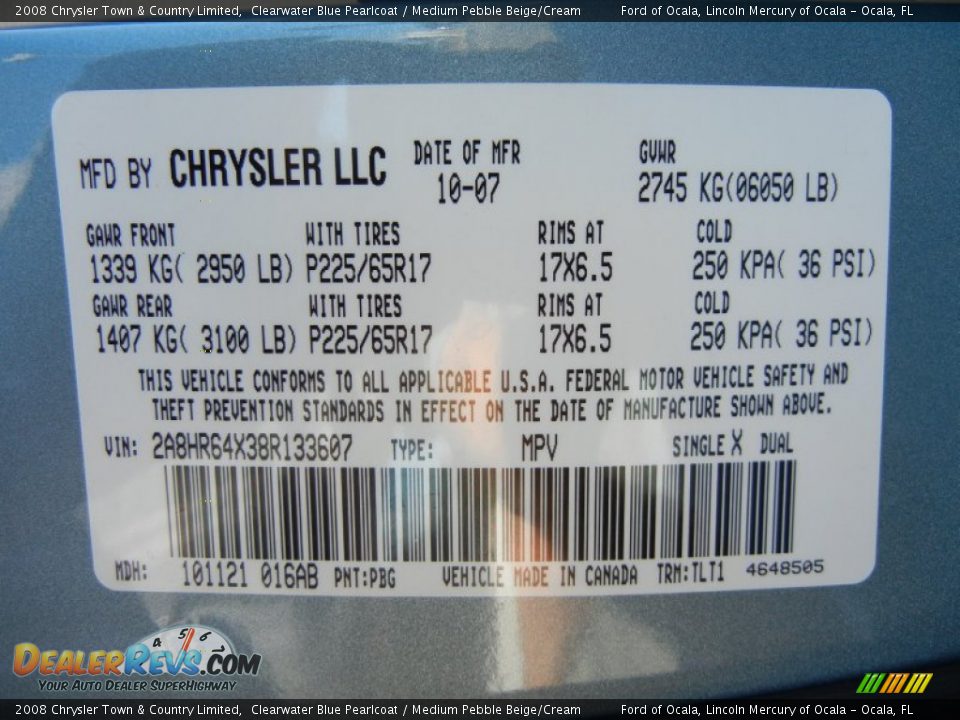 2008 Chrysler Town & Country Limited,  Clearwater Blue Pearlcoat / Medium Pebble Beige/Cream    Ford of Ocala, Lincoln Mercury of Ocala - Ocala, FL
MFD BY CHRYSLER LLC DATE OF MFR GVWR
10-07 2745 KG(06050 LB)
GAWR FRONT WITH TIRES RIMS AT COLD
1339 KG( 2950 LB) P225/65R17 17X6.5 250 KPA( 36 PSI)
GAWR REAR WITH TIRES RIMS AT COLD
1407 KG( 3100 LB) P225/65R17 17X6.5 250 KPA( 36 PSI)
THIS VEHICLE CONFORMS TO ALL APPLICABLE U.S.A. FEDERAL MOTOR VEHICLE SAFETY AND
THEFT PREVENTION STANDARDS IN EFFECT ON THE DATE OF MANUFACTURE SHOWN ABOVE.
VIN: 2A8HR64X38R133607 TYPE: MPV SINGLE X DUAL
MDH: 101121 016AB PNT:PBG VEHICLE MADE IN CANADA TRM:TLT1 4648505
4 5 6
DEALERREVS.COM
YOUR AUTO DEALER SUPERHIGHWAY
2008 Chrysler Town & Country Limited,  Clearwater Blue Pearlcoat / Medium Pebble Beige/Cream    Ford of Ocala, Lincoln Mercury of Ocala - Ocala, FL